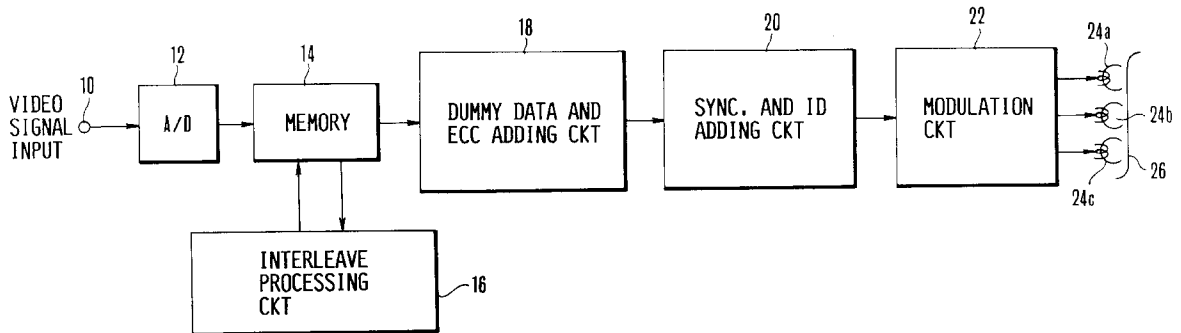 VIDEO
SIGNAL
INPUT
10
12
A/D
14
MEMORY
INTERLEAVE
PROCESSING
CKT
16
18
DUMMY DATA AND
ECC ADDING CKT
20
SYNC. AND ID
ADDING CKT
22
MODULATION
CKT
24a
24b
24c
26